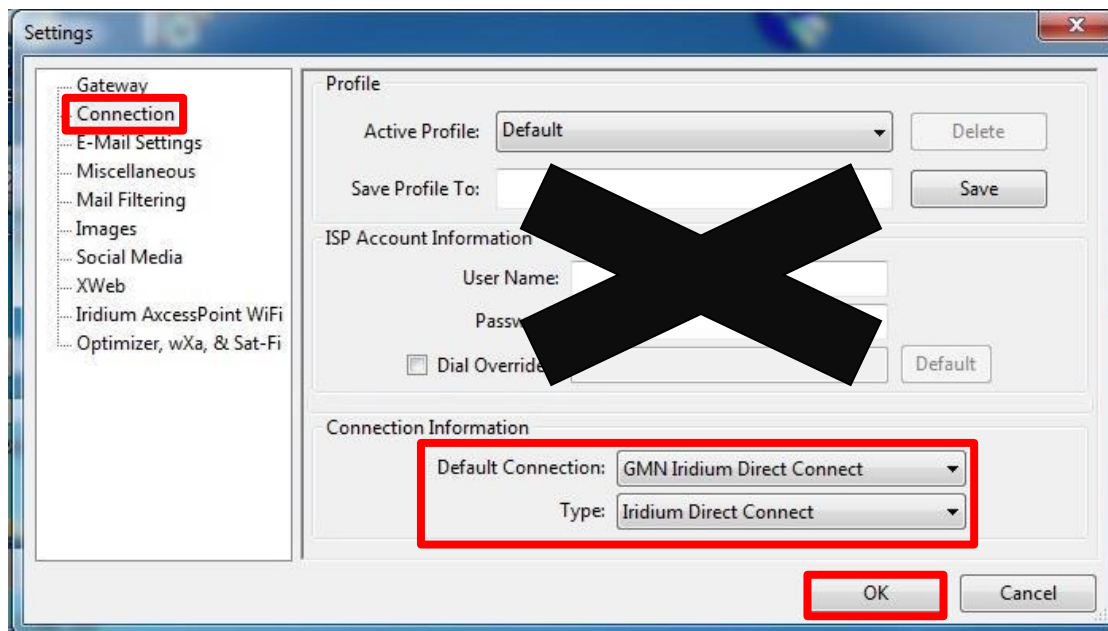 Settings
Gateway
Connection
E-Mail Settings
Miscellaneous
Mail Filtering
Images
Social Media
XWeb
Iridium AxcessPoint WiFi
Optimizer, wXa, & Sat-Fi
Profile
Active Profile: Default Delete
Save Profile To: Save
ISP Account Information
User Name:
Dial Override Default
Connection Information
Default Connection: GMN Iridium Direct Connect
Type: Iridium Direct Connect
OK Cancel